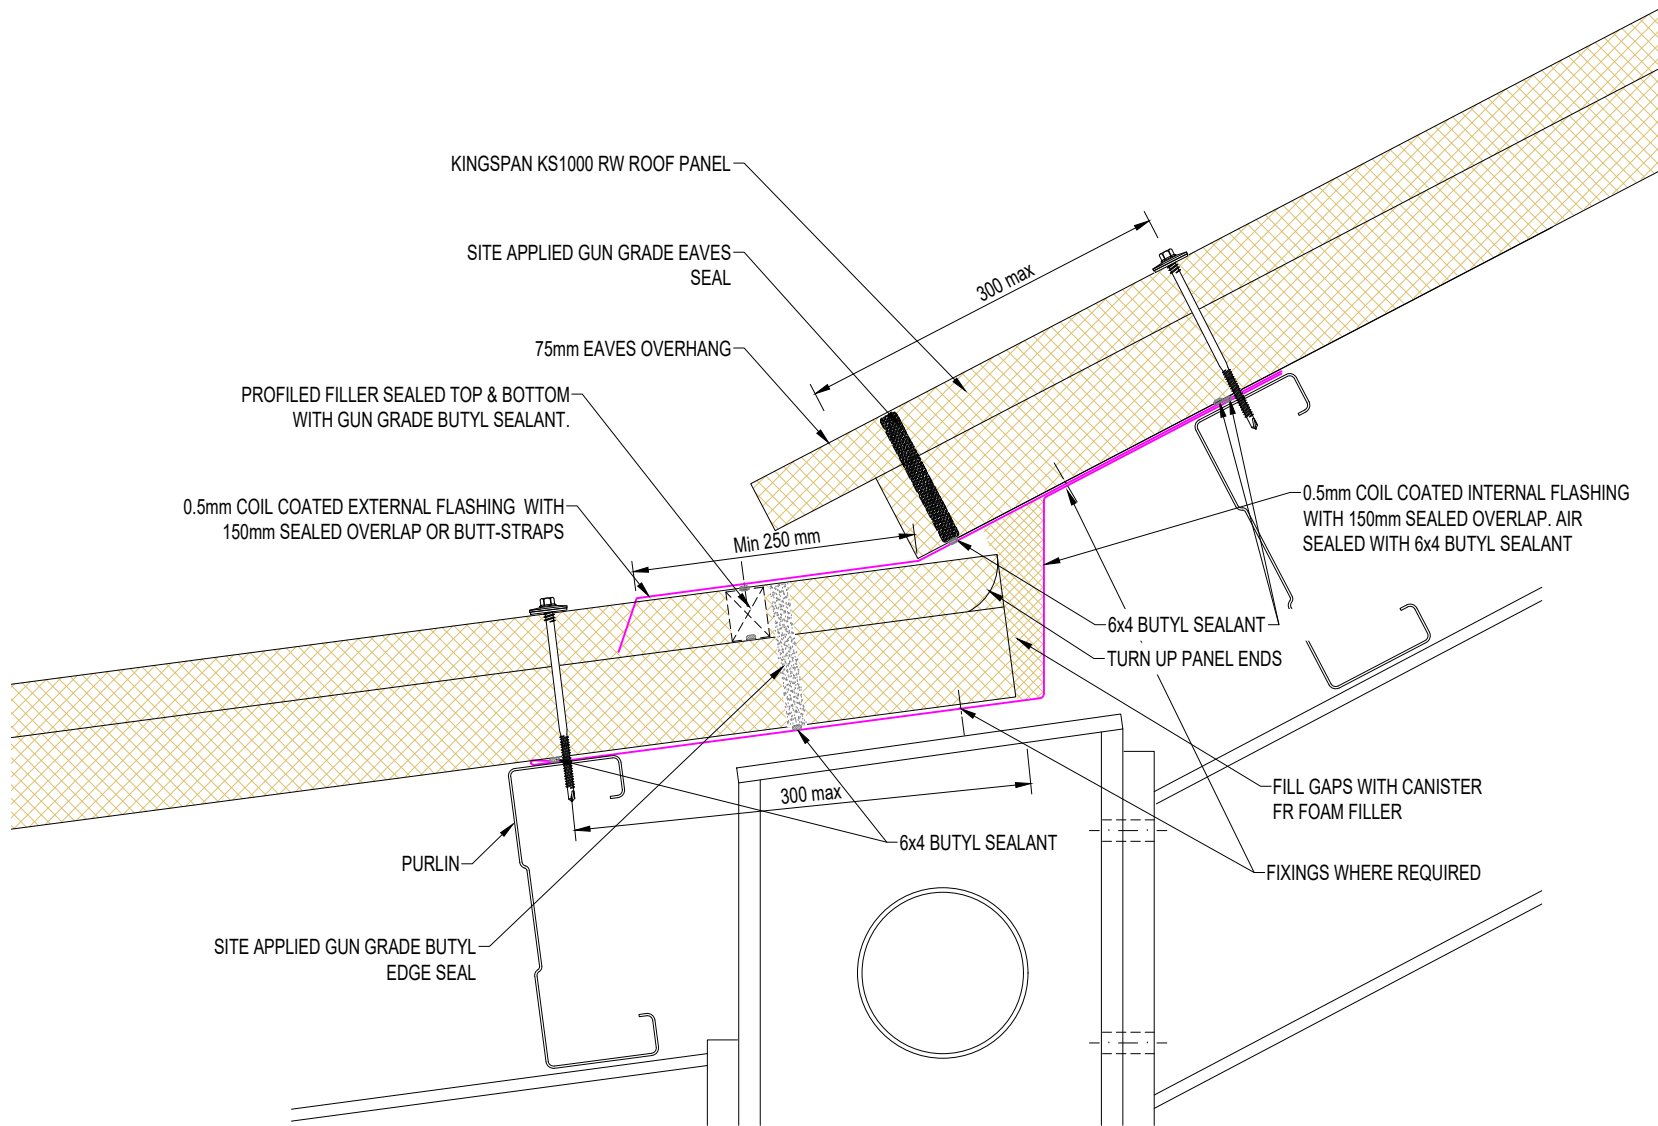 KINGSPAN KS1000 RW ROOF PANEL
SITE APPLIED GUN GRADE EAVES
SEAL
300 max
75mm EAVES OVERHANG
PROFILED FILLER SEALED TOP & BOTTOM
WITH GUN GRADE BUTYL SEALANT.
0.5mm COIL COATED EXTERNAL FLASHING WITH
150mm SEALED OVERLAP OR BUTT-STRAPS
Min 250 mm
0.5mm COIL COATED INTERNAL FLASHING
WITH 150mm SEALED OVERLAP. AIR
SEALED WITH 6x4 BUTYL SEALANT
6x4 BUTYL SEALANT
TURN UP PANEL ENDS
300 max
FILL GAPS WITH CANISTER
FR FOAM FILLER
6x4 BUTYL SEALANT
PURLIN
FIXINGS WHERE REQUIRED
SITE APPLIED GUN GRADE BUTYL
EDGE SEAL